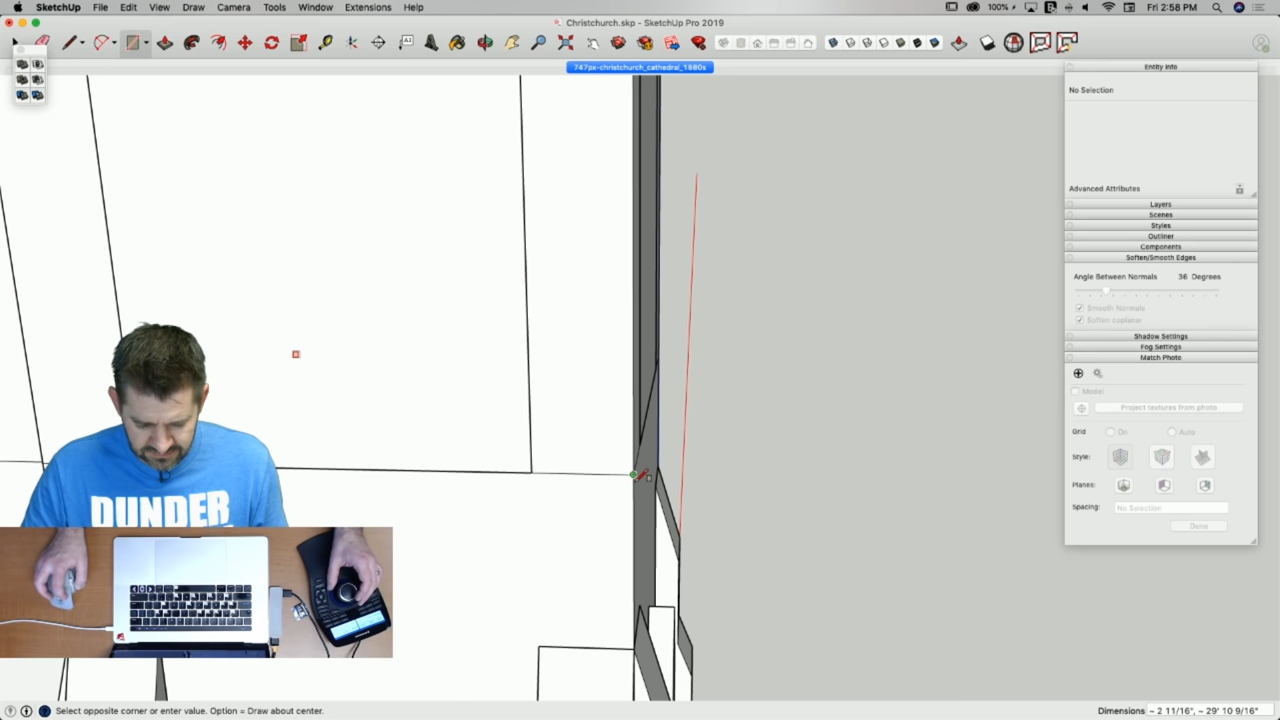 SketchUp File Edit View Draw Camera Tools Window Extensions Help
100% Fri 2:58 PM
Christchurch.skp - SketchUp Pro 2019
747px-christchurch_cathedral_1880s
Entity Info
No Selection
Advanced Attributes
Layers
Scenes
Styles
Outliner
Components
Soften/Smooth Edges
Angle Between Normals 36 Degrees
Smooth Normals
Soften coplanar
Shadow Settings
Fog Settings
Match Photo
Model
Project textures from photo
Grid On Auto
Style:
Planes:
Spacing: No Selection
Done
DUNDER
Select opposite corner or enter value. Option = Draw about center.
Dimensions ~ 2 11/16", ~ 29' 10 9/16"